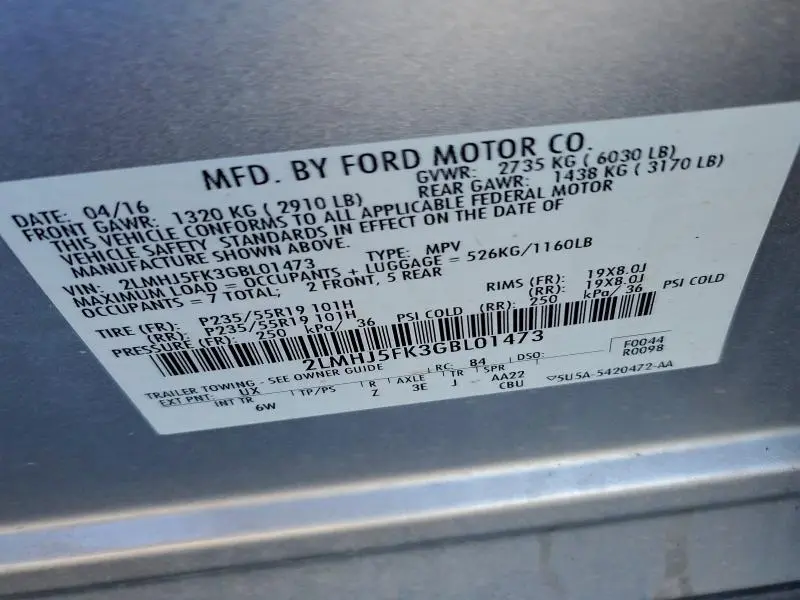 MFD. BY FORD MOTOR CO.
DATE: 04/16 GVWR: 2735 KG ( 6030 LB)
FRONT GAWR: 1320 KG ( 2910 LB) REAR GAWR: 1438 KG ( 3170 LB)
THIS VEHICLE CONFORMS TO ALL APPLICABLE FEDERAL MOTOR
VEHICLE SAFETY STANDARDS IN EFFECT ON THE DATE OF
MANUFACTURE SHOWN ABOVE.
VIN: 2LMHJ5FK3GBL01473 TYPE: MPV
MAXIMUM LOAD = OCCUPANTS + LUGGAGE = 526KG/1160LB
OCCUPANTS = 7 TOTAL; 2 FRONT, 5 REAR
TIRE (FR): P235/55R19 101H RIMS (FR): 19X8.0J
(RR): P235/55R19 101H (RR): 19X8.0J
PRESSURE (FR): 250 kPa/ 36 PSI COLD (RR): 250 kPa/ 36 PSI COLD
2LMHJ5FK3GBL01473
F0044
R0098
TRAILER TOWING - SEE OWNER GUIDE RC: 84 DSO:
EXT PNT: UX INT TR TP/PS R AXLE TR SPR
6W Z 3E J AA22
CBU
5U5A-5420472-AA